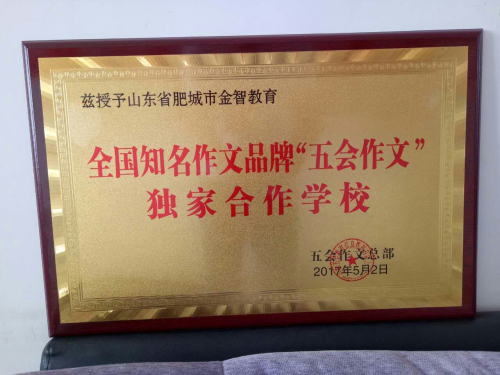 兹授予山东省肥城市金智教育
全国知名作文品牌“五会作文”
独家合作学校
五会作文总部
2017年5月2日